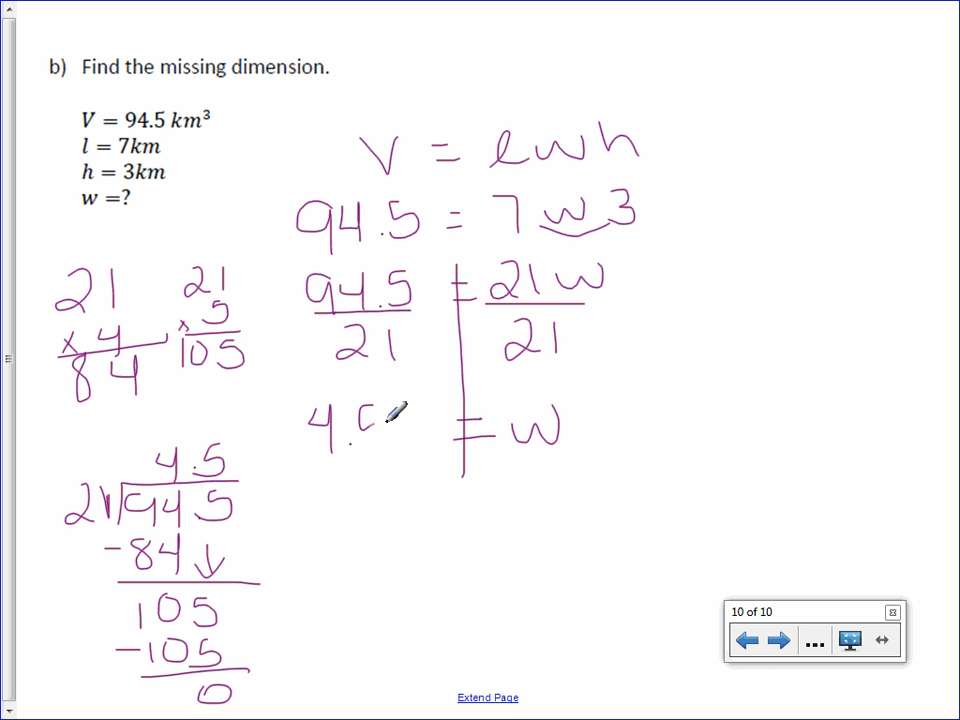 b) Find the missing dimension.
V = 94.5 km³
l = 7km
h = 3km
w =?
V = lwh
94.5 = 7 w 3
94.5 = 21w
21 21
4.5 = w
21
× 4
84
21
× 5
105
4.5
21 94 5
- 84 ↓
105
- 105
0
10 of 10
...
Extend Page